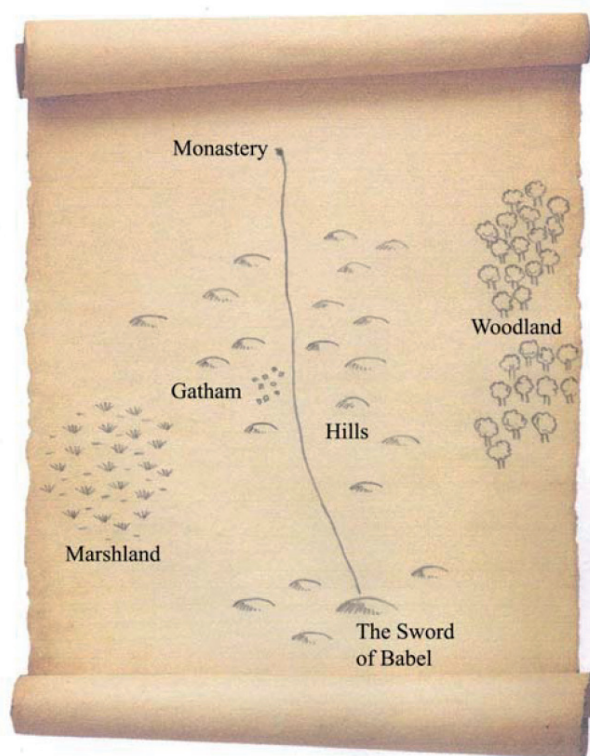 Monastery
Woodland
Gatham
Hills
Marshland
The Sword
of Babel